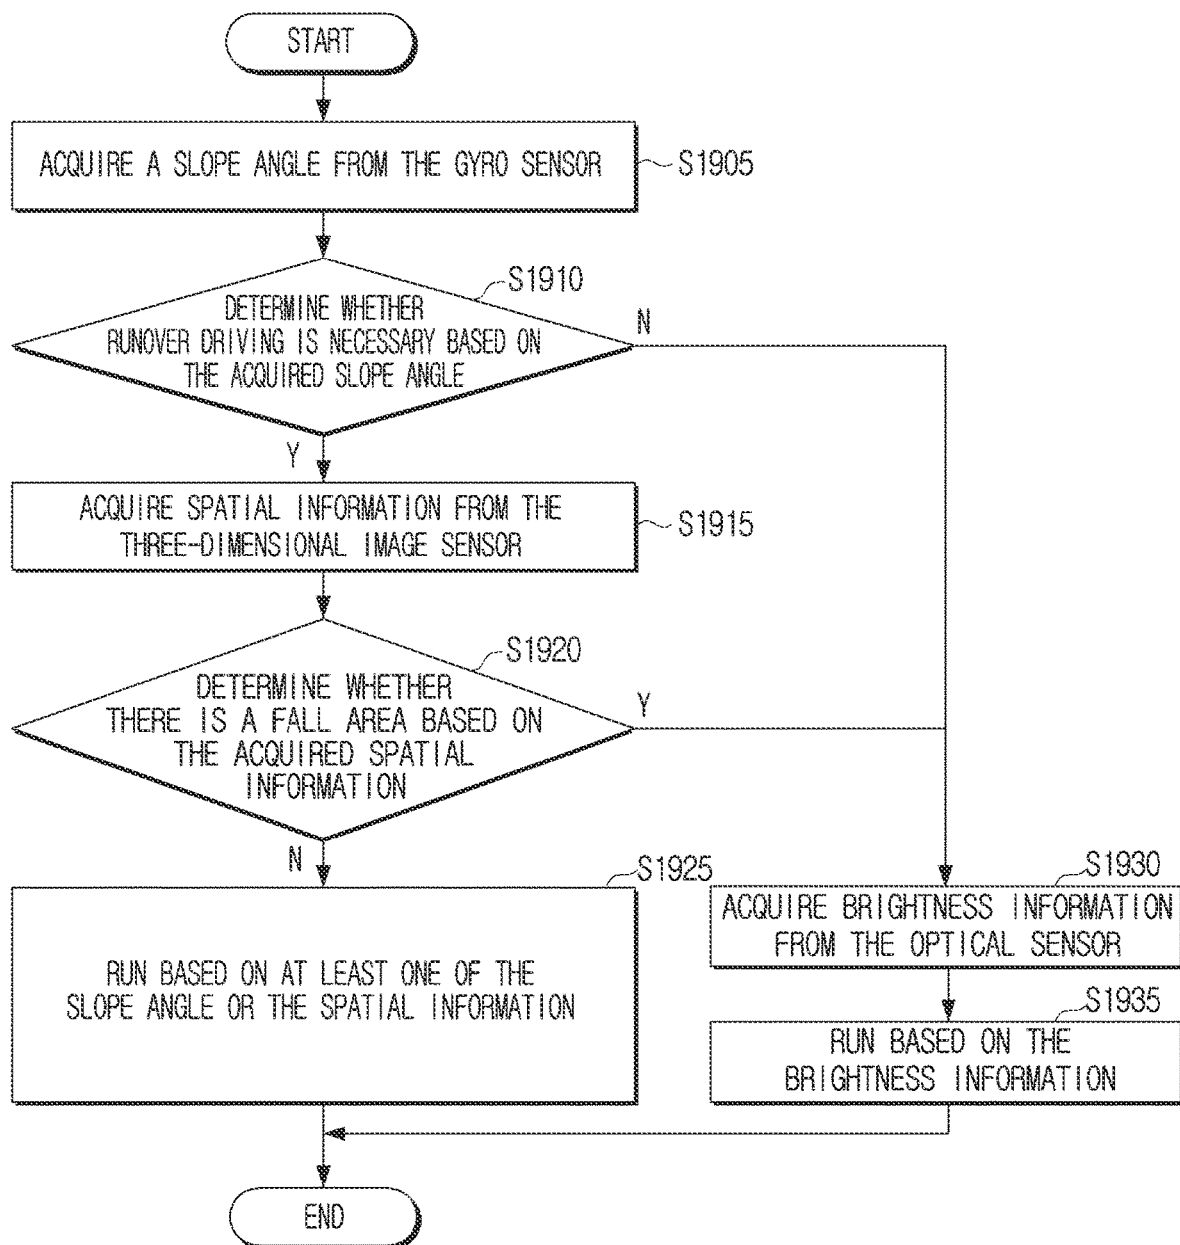 START
ACQUIRE A SLOPE ANGLE FROM THE GYRO SENSOR
S1905
S1910
DETERMINE WHETHER
RUNOVER DRIVING IS NECESSARY BASED ON
THE ACQUIRED SLOPE ANGLE
N
Y
ACQUIRE SPATIAL INFORMATION FROM THE
THREE-DIMENSIONAL IMAGE SENSOR
S1915
S1920
DETERMINE WHETHER
THERE IS A FALL AREA BASED ON
THE ACQUIRED SPATIAL
INFORMATION
Y
N
S1925
RUN BASED ON AT LEAST ONE OF THE
SLOPE ANGLE OR THE SPATIAL INFORMATION
S1930
ACQUIRE BRIGHTNESS INFORMATION
FROM THE OPTICAL SENSOR
S1935
RUN BASED ON THE
BRIGHTNESS INFORMATION
END